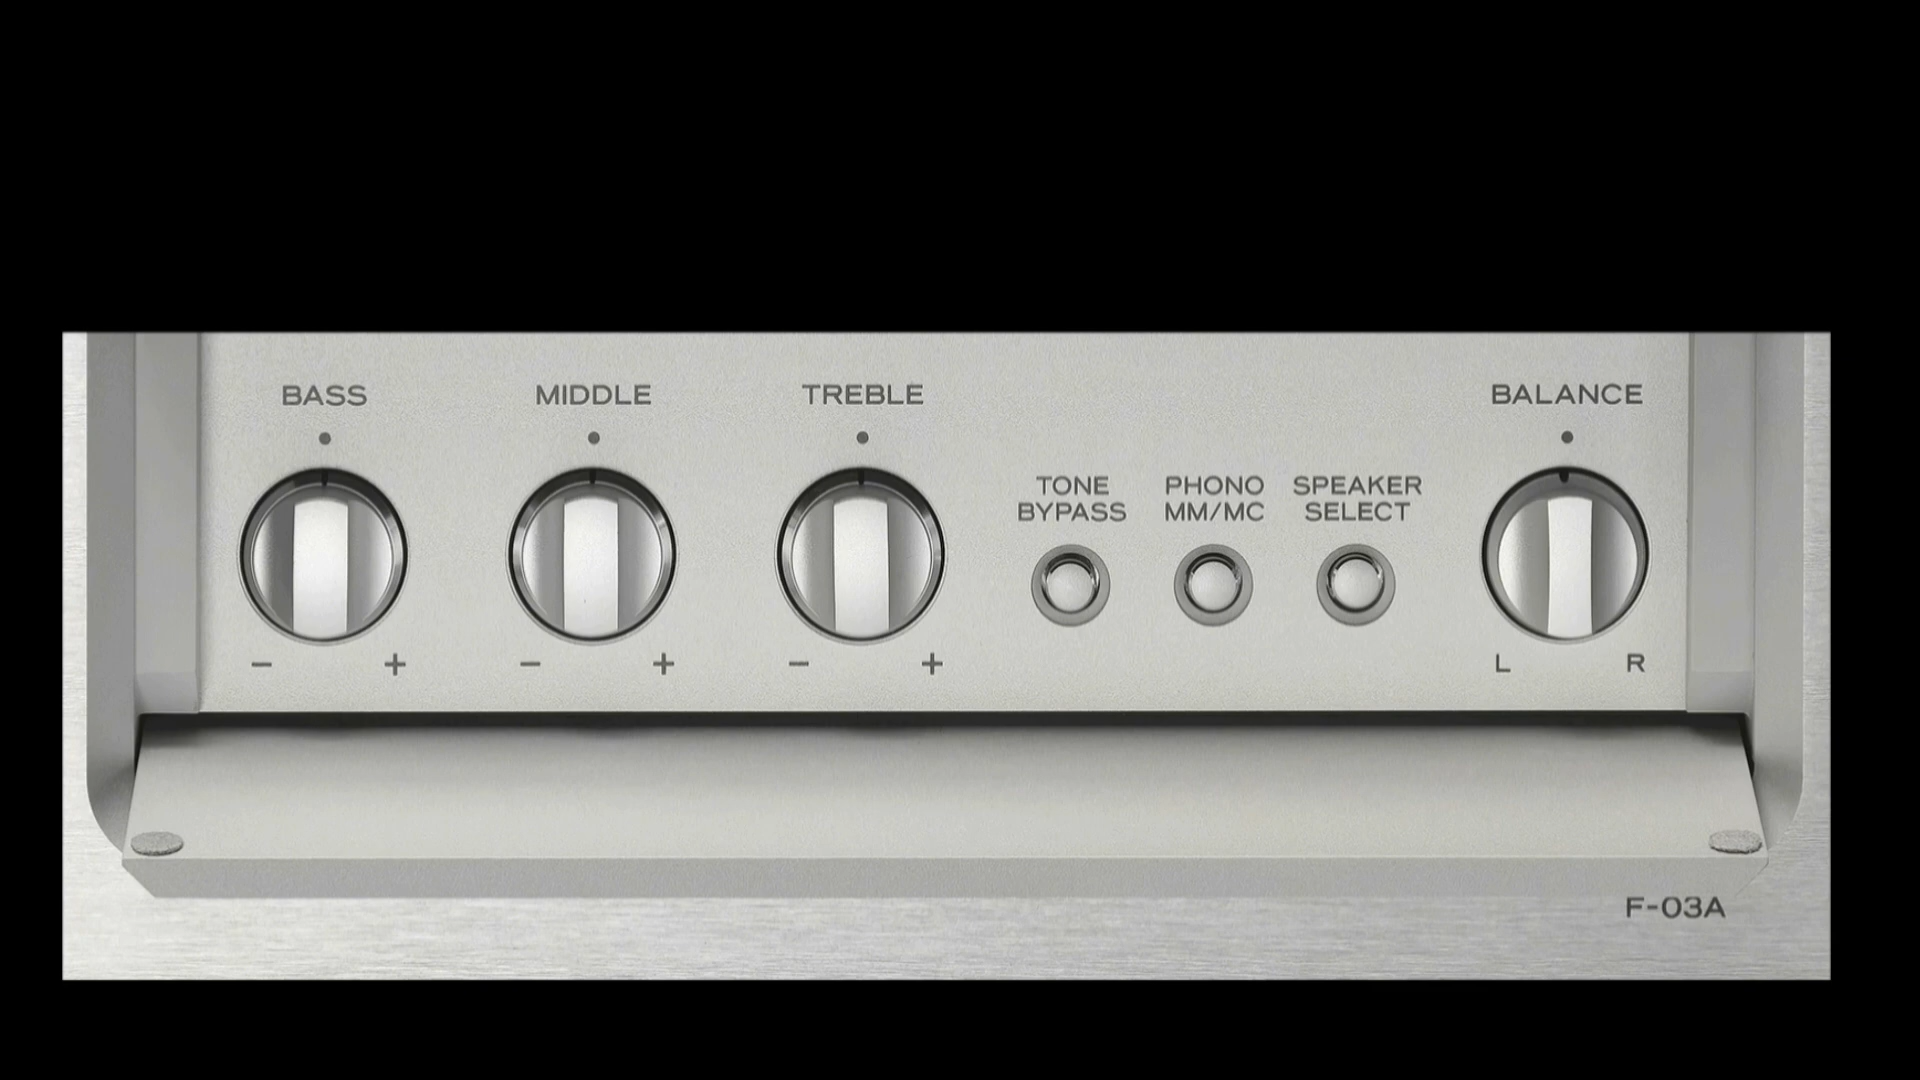 BASS
MIDDLE
TREBLE
BALANCE
TONE
BYPASS
PHONO
MM/MC
SPEAKER
SELECT
− +
− +
− +
L R
F-03A